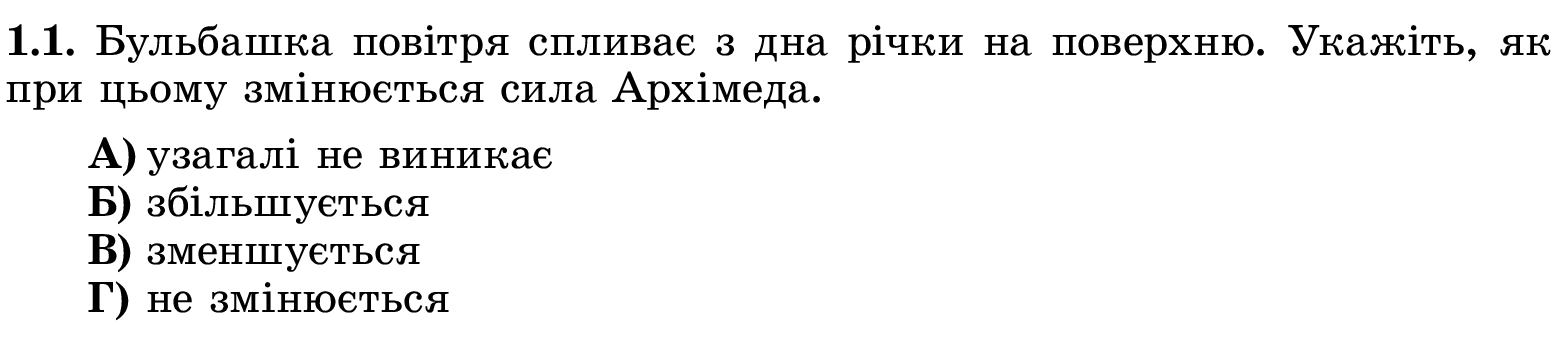 1.1. Бульбашка повітря спливає з дна річки на поверхню. Укажіть, як
при цьому змінюється сила Архімеда.
А) узагалі не виникає
Б) збільшується
В) зменшується
Г) не змінюється